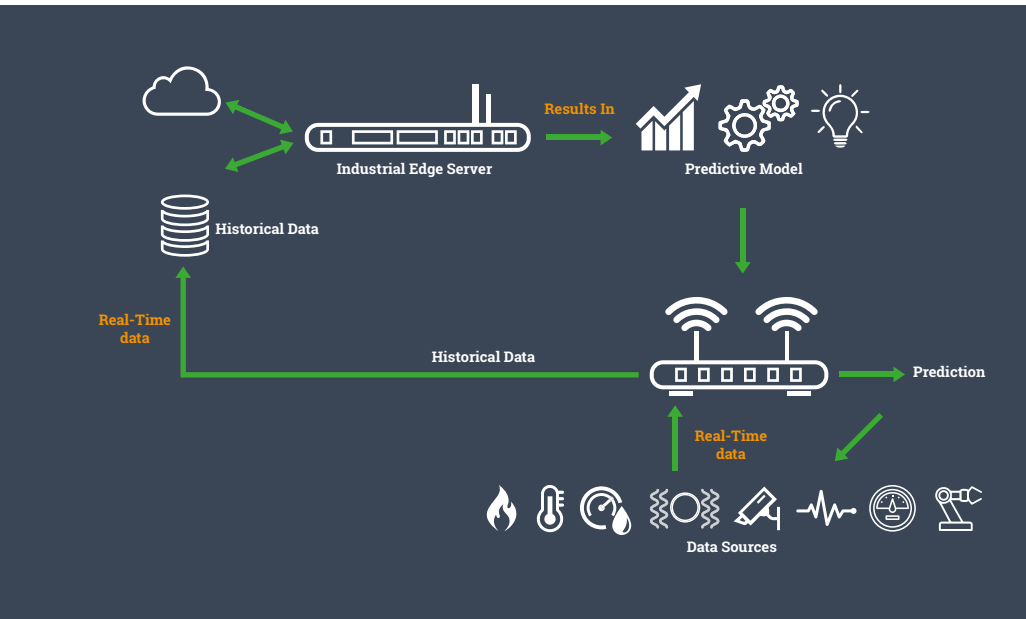 Results In
Industrial Edge Server
Predictive Model
Historical Data
Real-Time
data
Historical Data
Prediction
Real-Time
data
Data Sources